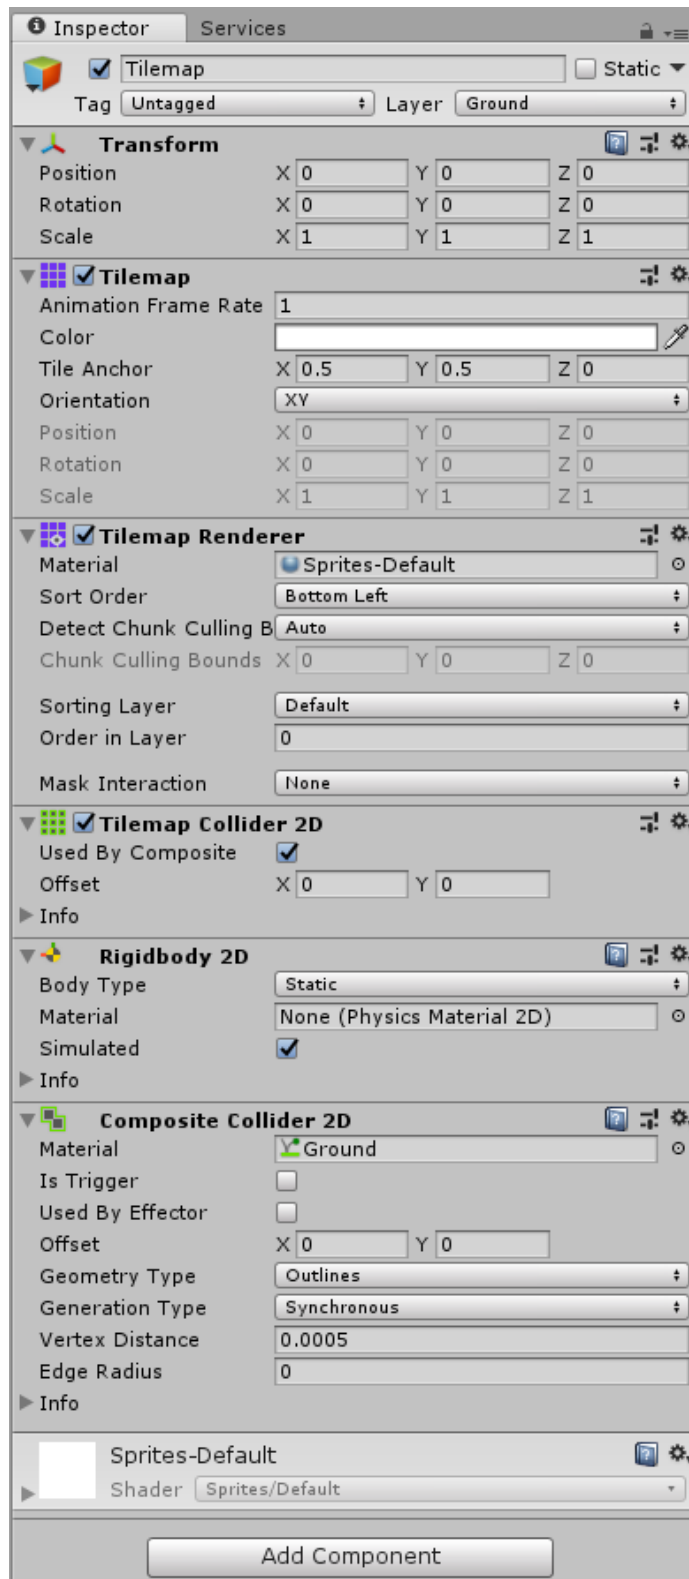 Inspector Services
Tilemap Static
Tag Untagged Layer Ground
Transform
Position X 0 Y 0 Z 0
Rotation X 0 Y 0 Z 0
Scale X 1 Y 1 Z 1
Tilemap
Animation Frame Rate 1
Color
Tile Anchor X 0.5 Y 0.5 Z 0
Orientation XY
Position X 0 Y 0 Z 0
Rotation X 0 Y 0 Z 0
Scale X 1 Y 1 Z 1
Tilemap Renderer
Material Sprites-Default
Sort Order Bottom Left
Detect Chunk Culling B Auto
Chunk Culling Bounds X 0 Y 0 Z 0
Sorting Layer Default
Order in Layer 0
Mask Interaction None
Tilemap Collider 2D
Used By Composite
Offset X 0 Y 0
Info
Rigidbody 2D
Body Type Static
Material None (Physics Material 2D)
Simulated
Info
Composite Collider 2D
Material Ground
Is Trigger
Used By Effector
Offset X 0 Y 0
Geometry Type Outlines
Generation Type Synchronous
Vertex Distance 0.0005
Edge Radius 0
Info
Sprites-Default
Shader Sprites/Default
Add Component